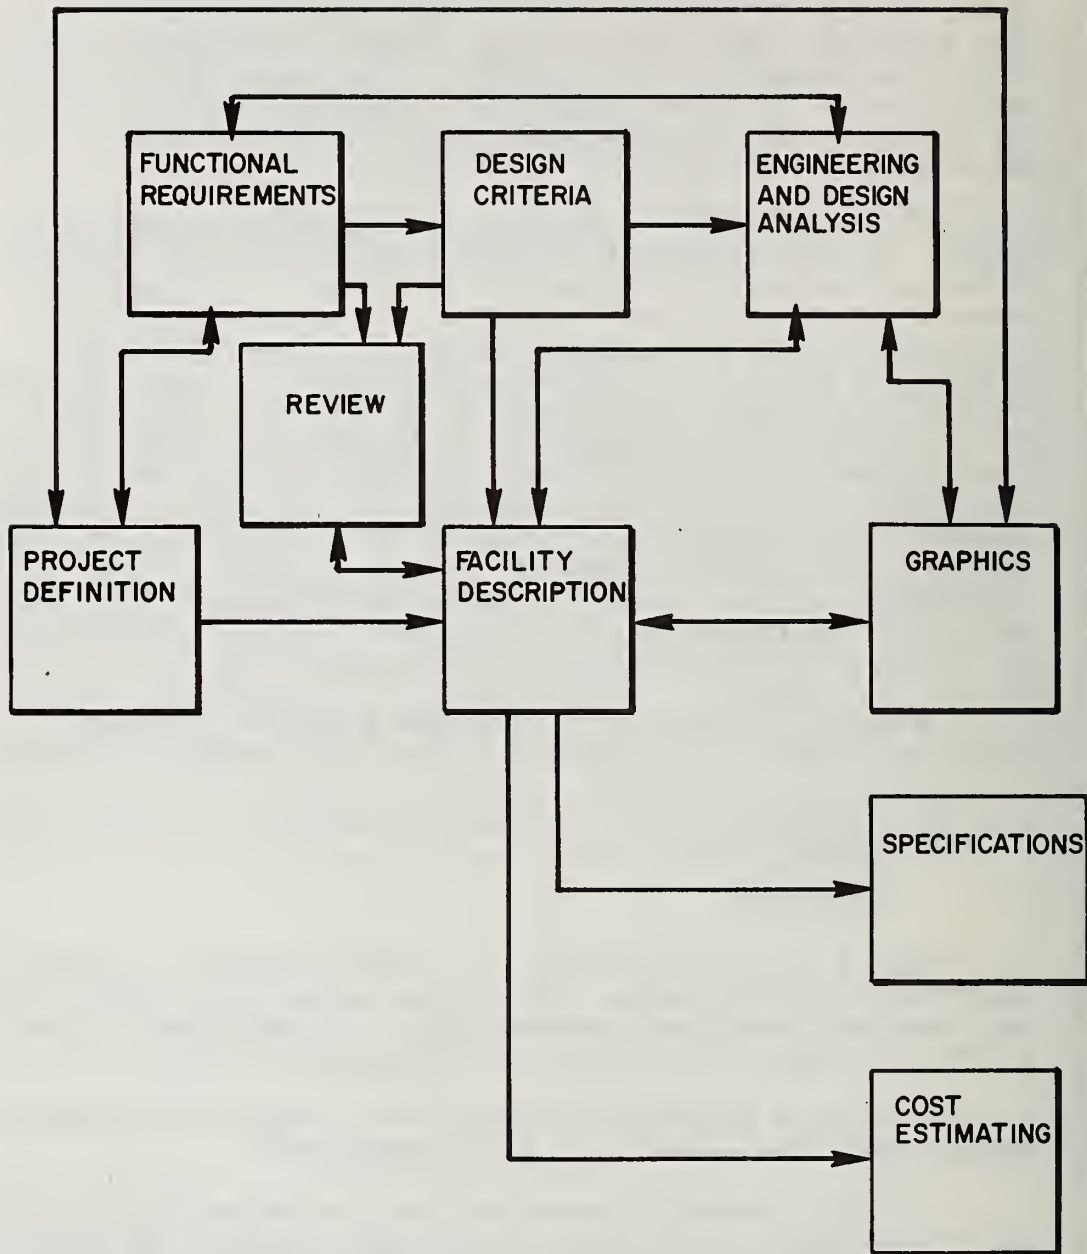 FUNCTIONAL
REQUIREMENTS
DESIGN
CRITERIA
ENGINEERING
AND DESIGN
ANALYSIS
REVIEW
PROJECT
DEFINITION
FACILITY
DESCRIPTION
GRAPHICS
SPECIFICATIONS
COST
ESTIMATING